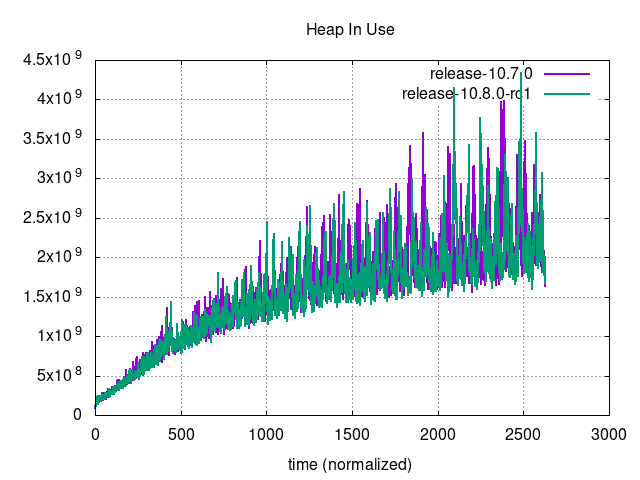 Heap In Use
release-10.7.0
release-10.8.0-rc1
4.5x10^9
4x10^9
3.5x10^9
3x10^9
2.5x10^9
2x10^9
1.5x10^9
1x10^9
5x10^8
0
0 500 1000 1500 2000 2500 3000
time (normalized)